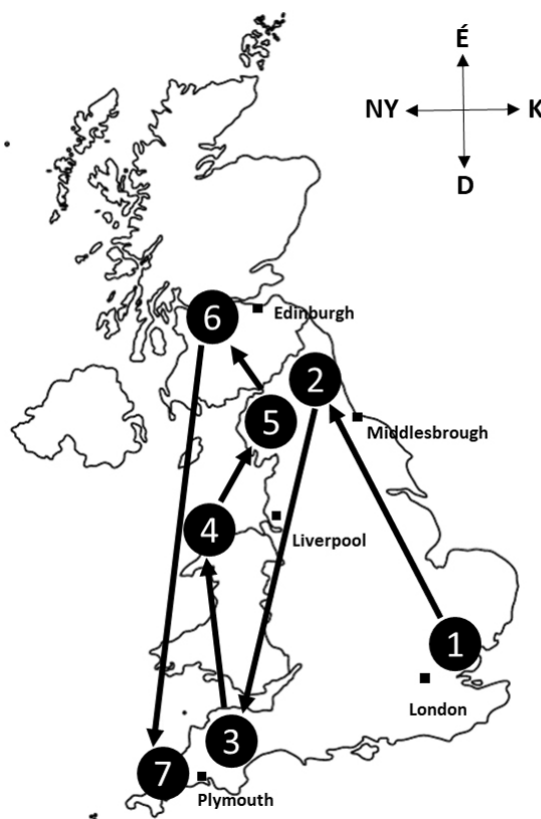 É
NY K
D
6
Edinburgh
2
5
Middlesbrough
4
Liverpool
1
London
3
7
Plymouth